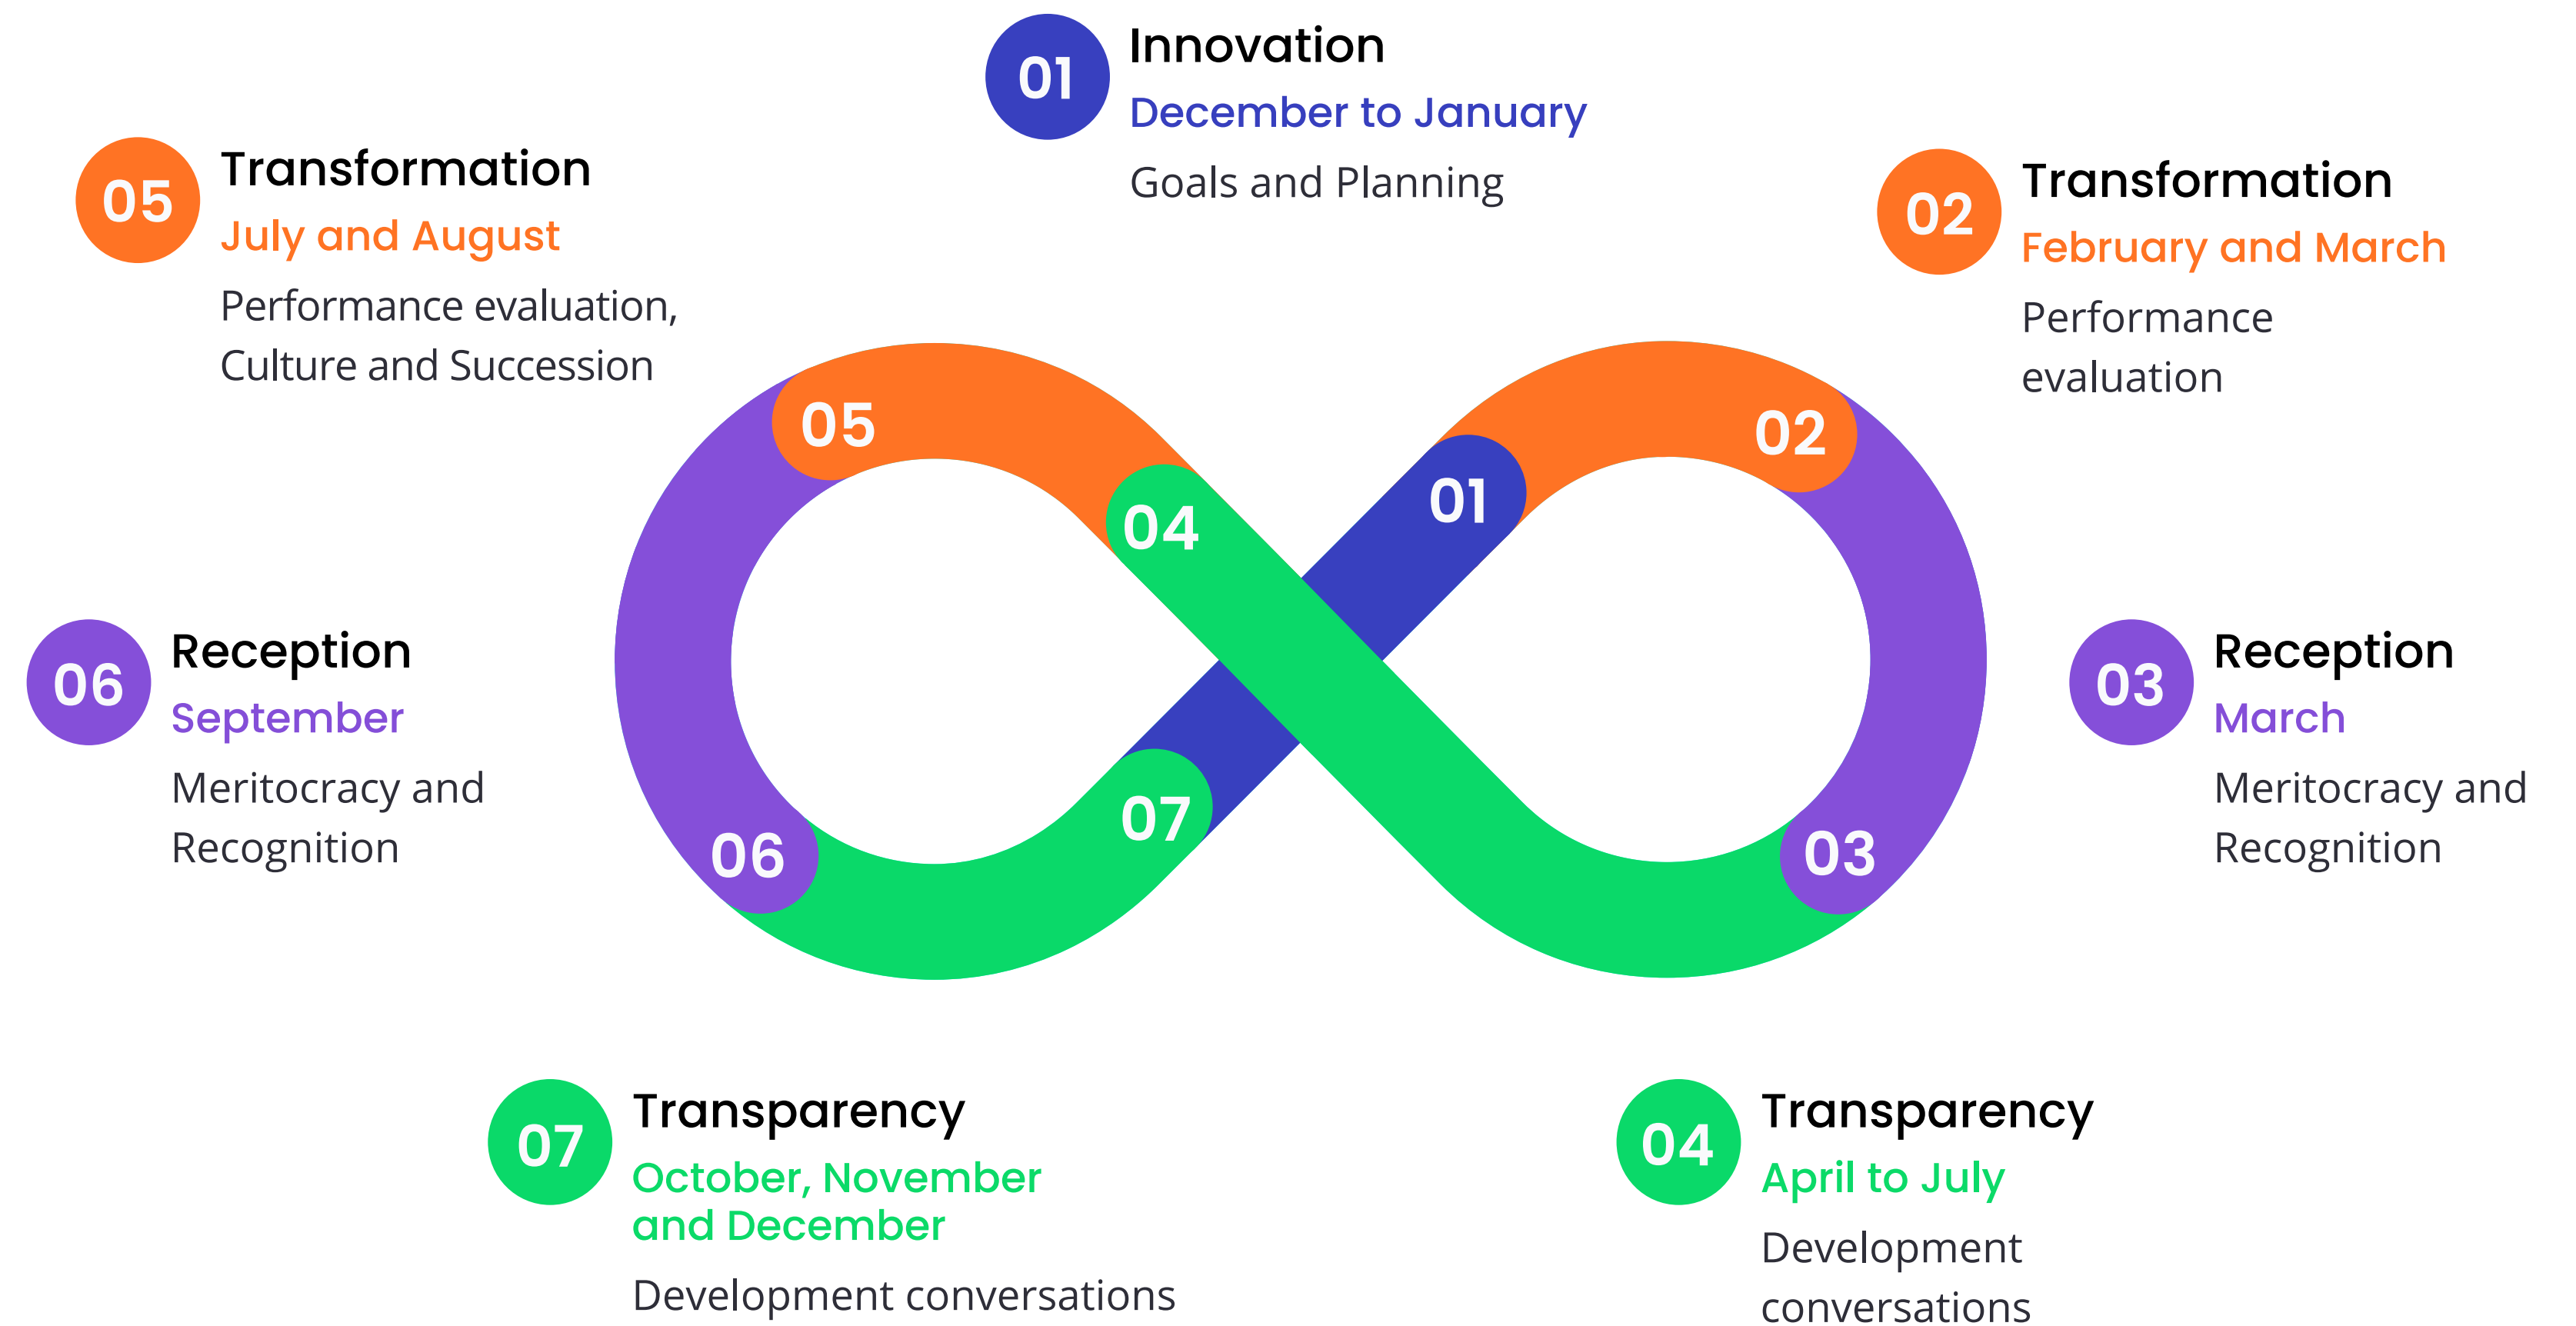 01
Innovation
December to January
Goals and Planning
02
Transformation
February and March
Performance
evaluation
03
Reception
March
Meritocracy and
Recognition
04
Transparency
April to July
Development
conversations
05
Transformation
July and August
Performance evaluation,
Culture and Succession
06
Reception
September
Meritocracy and
Recognition
07
Transparency
October, November
and December
Development conversations
05
04
01
02
06
07
03